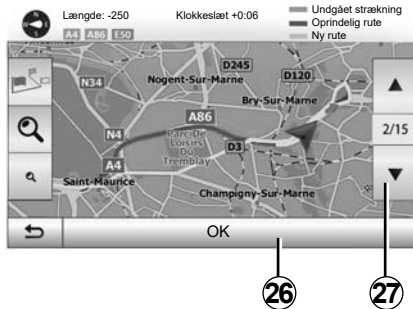 Længde: -250 Klokkeslæt +0:06
Undgået strækning
Oprindelig rute
Ny rute
A4 A86 E50
D245
D120
N34
Nogent-Sur-Marne
Bry-Sur-Marne
A86
2/15
N4
Parc De Loisirs Du Tremblay
D3
A4
Saint-Maurice
Champigny-Sur-Marne
OK
26 27